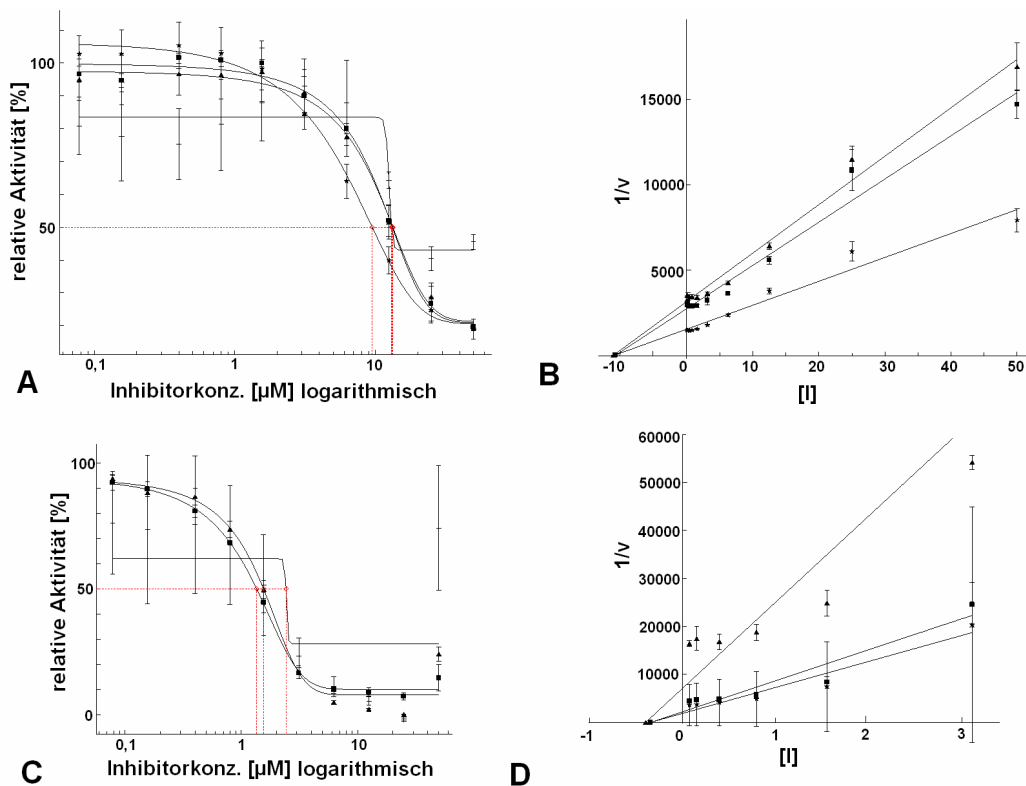 relative Aktivität [%]
100
50
0,1
1
10
Inhibitorkonz. [µM] logarithmisch
A
1/v
15000
10000
5000
-10
0
10
20
30
40
50
[I]
B
relative Aktivität [%]
100
50
0
0,1
1
10
Inhibitorkonz. [µM] logarithmisch
C
1/v
60000
50000
40000
30000
20000
10000
-1
0
1
2
3
[I]
D